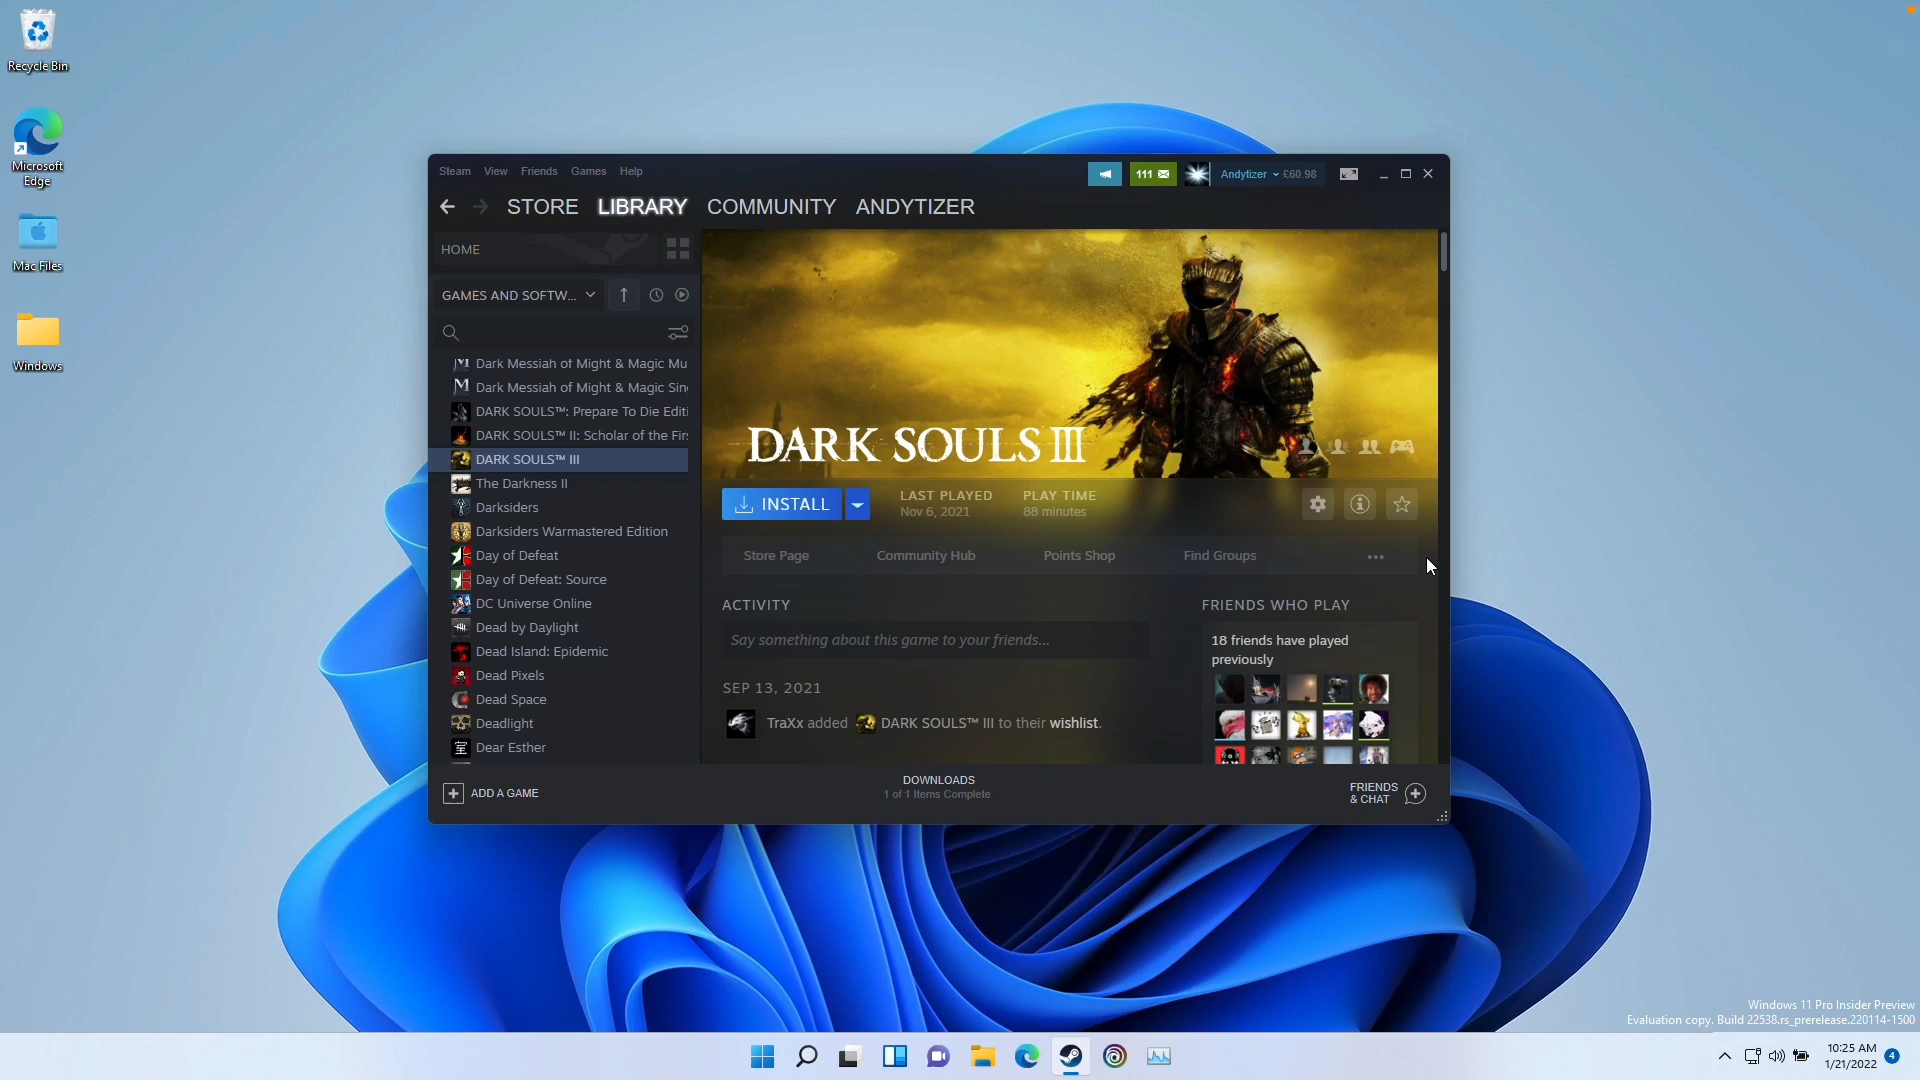 Recycle Bin
Microsoft
Edge
Mac Files
Windows
Steam View Friends Games Help
111
Andytizer £60.98
STORE LIBRARY COMMUNITY ANDYTIZER
HOME
GAMES AND SOFTW...
Dark Messiah of Might & Magic Mu
Dark Messiah of Might & Magic Sin
DARK SOULS™: Prepare To Die Editi
DARK SOULS™ II: Scholar of the Fir
DARK SOULS™ III
The Darkness II
Darksiders
Darksiders Warmastered Edition
Day of Defeat
Day of Defeat: Source
DC Universe Online
Dead by Daylight
Dead Island: Epidemic
Dead Pixels
Dead Space
Deadlight
室 Dear Esther
DARK SOULS III
INSTALL
LAST PLAYED
Nov 6, 2021
PLAY TIME
88 minutes
Store Page Community Hub Points Shop Find Groups
ACTIVITY
Say something about this game to your friends...
SEP 13, 2021
TraXx added DARK SOULS™ III to their wishlist.
FRIENDS WHO PLAY
18 friends have played
previously
ADD A GAME
DOWNLOADS
1 of 1 Items Complete
FRIENDS
& CHAT
Windows 11 Pro Insider Preview
Evaluation copy. Build 22538.rs_prerelease.220114-1500
10:25 AM
1/21/2022
4